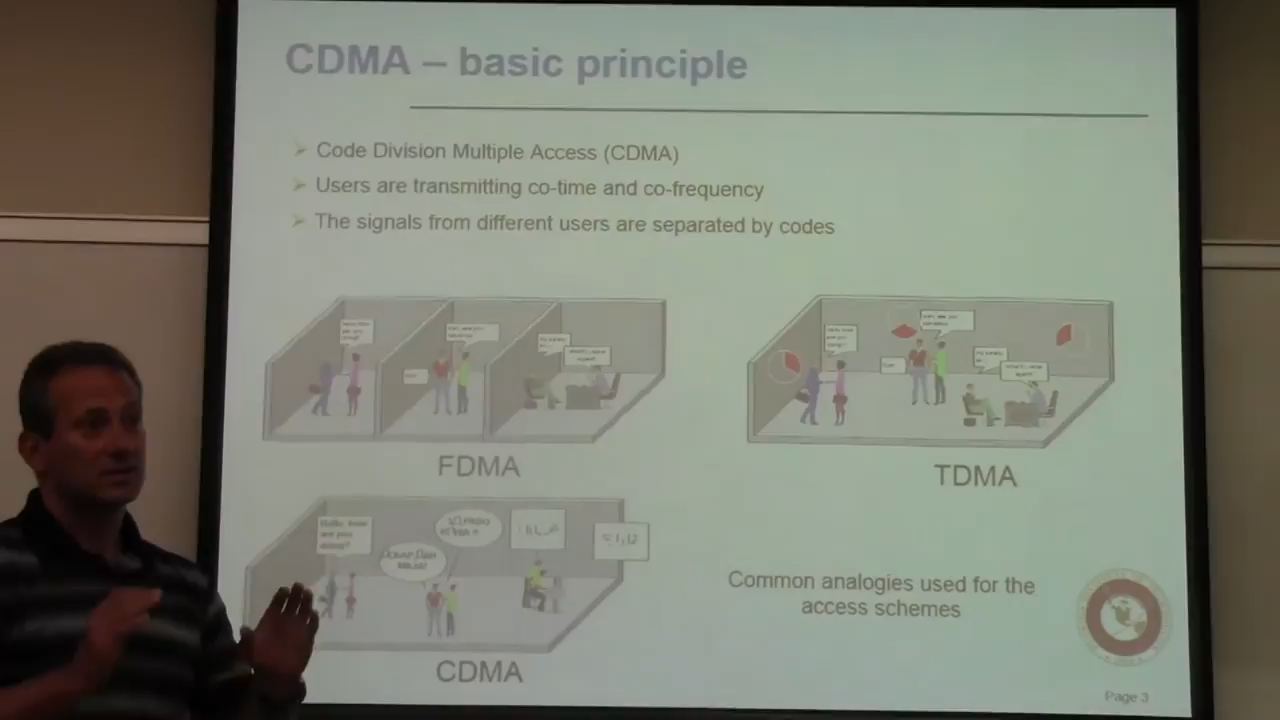 CDMA – basic principle
Code Division Multiple Access (CDMA)
Users are transmitting co-time and co-frequency
The signals from different users are separated by codes
FDMA
TDMA
CDMA
Common analogies used for the
access schemes
Page 3